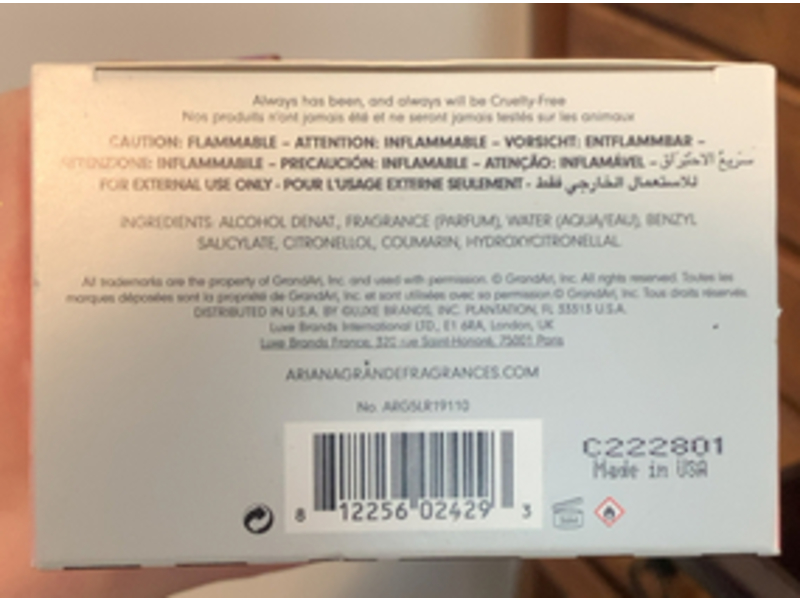 Always has been, and always will be Cruelty-Free
Nos produits n'ont jamais été et ne seront jamais testés sur les animaux
CAUTION: FLAMMABLE – ATTENTION: INFLAMMABLE – VORSICHT: ENTFLAMMBAR –
ATTENZIONE: INFLAMMABILE – PRECAUCIÓN: INFLAMABLE – ATENÇÃO: INFLAMÁVEL – سريع الاحتراق
FOR EXTERNAL USE ONLY - POUR L'USAGE EXTERNE SEULEMENT - للاستعمال الخارجي فقط
INGREDIENTS: ALCOHOL DENAT., FRAGRANCE (PARFUM), WATER (AQUA/EAU), BENZYL
SALICYLATE, CITRONELLOL, COUMARIN, HYDROXYCITRONELLAL.
All trademarks are the property of GrandAri, Inc. and used with permission. © GrandAri, Inc. All rights reserved. Toutes les
marques déposées sont la propriété de GrandAri, Inc. et sont utilisées avec sa permission.© GrandAri, Inc. Tous droits réservés.
DISTRIBUTED IN U.S.A. BY GLUXE BRANDS, INC. PLANTATION, FL 33313 U.S.A.
Luxe Brands International LTD., E1 6RA, London, UK
Luxe Brands France, 320 rue Saint-Honoré, 75001 Paris
ARIANAGRANDEFRAGRANCES.COM
No. ARGSLR19110
C222801
Made in USA
8 12256 02429 3